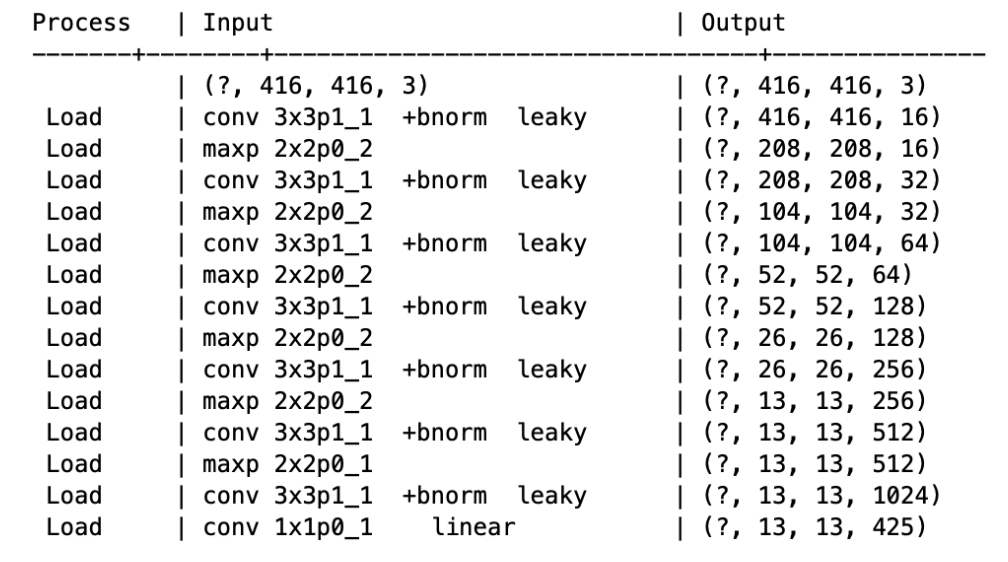 Process | Input | Output
-------+--------+----------------------------------+---------------
| (?, 416, 416, 3) | (?, 416, 416, 3)
Load | conv 3x3p1_1 +bnorm leaky | (?, 416, 416, 16)
Load | maxp 2x2p0_2 | (?, 208, 208, 16)
Load | conv 3x3p1_1 +bnorm leaky | (?, 208, 208, 32)
Load | maxp 2x2p0_2 | (?, 104, 104, 32)
Load | conv 3x3p1_1 +bnorm leaky | (?, 104, 104, 64)
Load | maxp 2x2p0_2 | (?, 52, 52, 64)
Load | conv 3x3p1_1 +bnorm leaky | (?, 52, 52, 128)
Load | maxp 2x2p0_2 | (?, 26, 26, 128)
Load | conv 3x3p1_1 +bnorm leaky | (?, 26, 26, 256)
Load | maxp 2x2p0_2 | (?, 13, 13, 256)
Load | conv 3x3p1_1 +bnorm leaky | (?, 13, 13, 512)
Load | maxp 2x2p0_1 | (?, 13, 13, 512)
Load | conv 3x3p1_1 +bnorm leaky | (?, 13, 13, 1024)
Load | conv 1x1p0_1 linear | (?, 13, 13, 425)